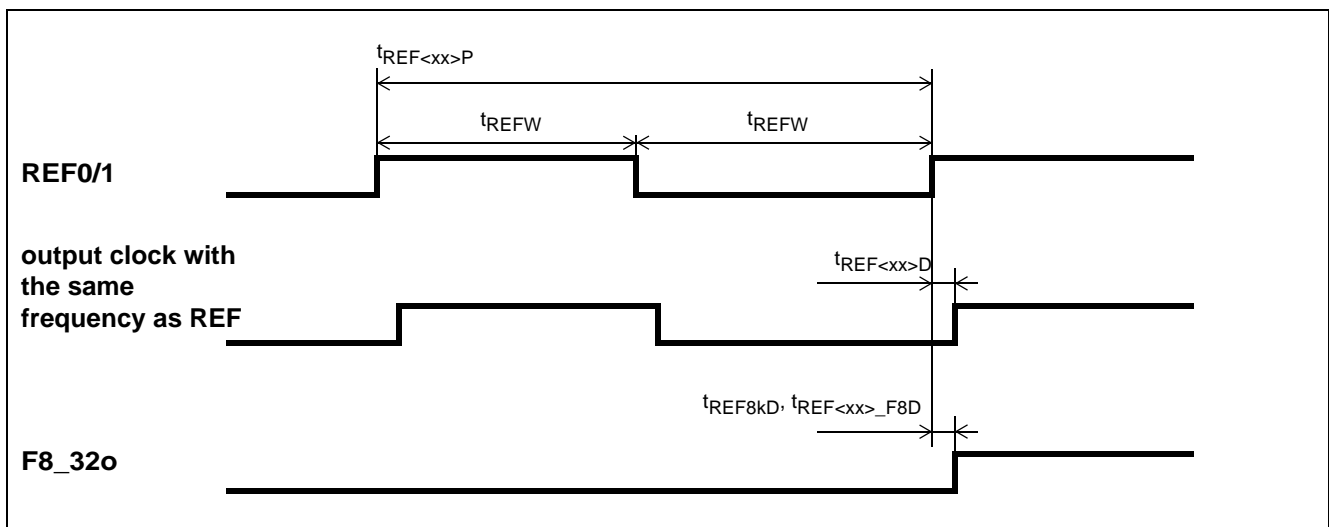 tREF<xx>P
tREFW tREFW
REF0/1
output clock with
the same
frequency as REF
tREF<xx>D
tREF8kD, tREF<xx>_F8D
F8_32o